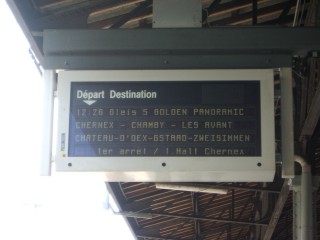 Départ Destination
12:28 Gleis 5 GOLDEN PANORAMIC
CHERNEX - CHAMBY - LES AVANT
CHATEAU-D'OEX-GSTAAD-ZWEISIMMEN
1er arrêt / 1 Halt Chernex